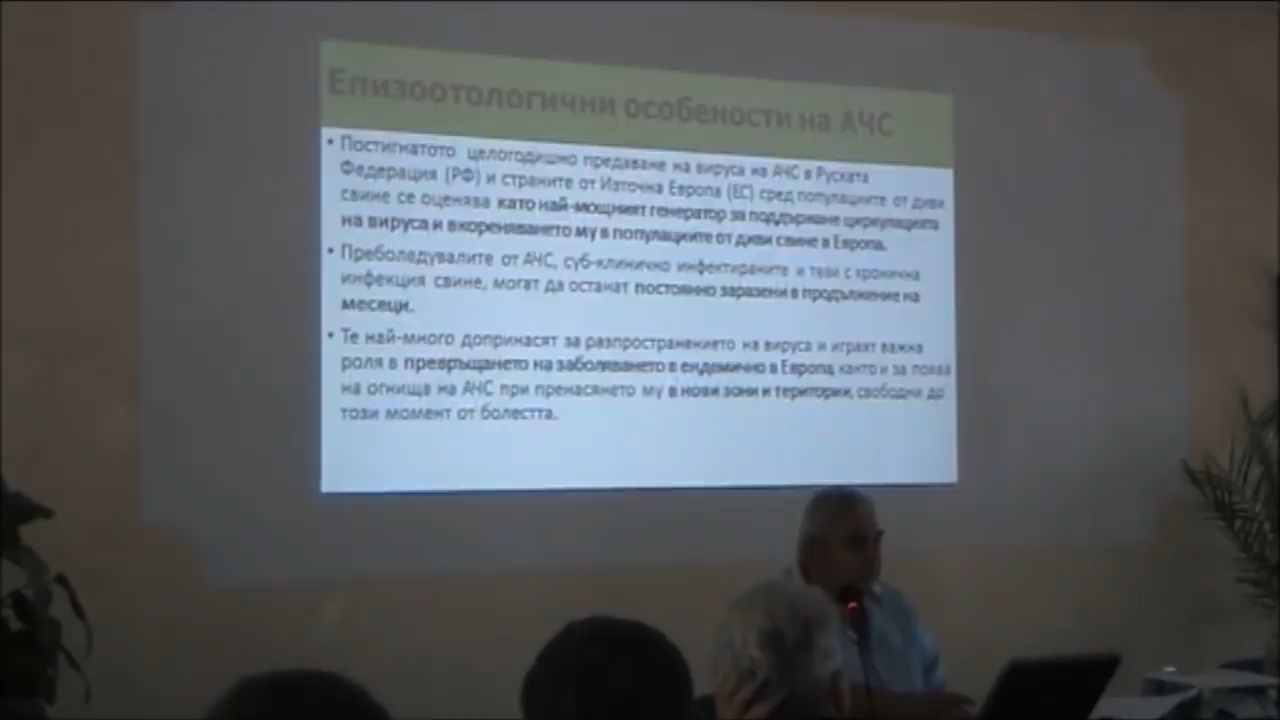 Епизоотологични особености на АЧС
• Постигнатото целогодишно предаване на вируса на АЧС в Руската
Федерация (РФ) и страните от Източна Европа (ЕС) сред популациите от диви
свине се оценява като най-мощният генератор за поддържане циркулацията
на вируса и вкореняването му в популациите от диви свине в Европа.
• Преболедувалите от АЧС, суб-клинично инфектираните и тези с хронична
инфекция свине, могат да останат постоянно заразени в продължение на
месеци.
• Те най-много допринасят за разпространението на вируса и играят важна
роля в превръщането на заболяването в ендемично в Европа, както и за поява
на огнища на АЧС при пренасянето му в нови зони и територии, свободни до
този момент от болестта.